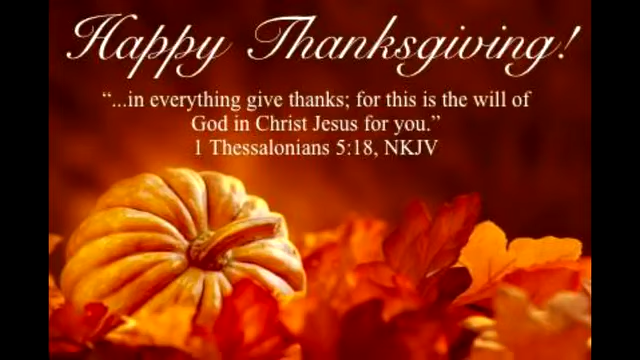 Happy Thanksgiving!
“...in everything give thanks; for this is the will of
God in Christ Jesus for you.”
1 Thessalonians 5:18, NKJV